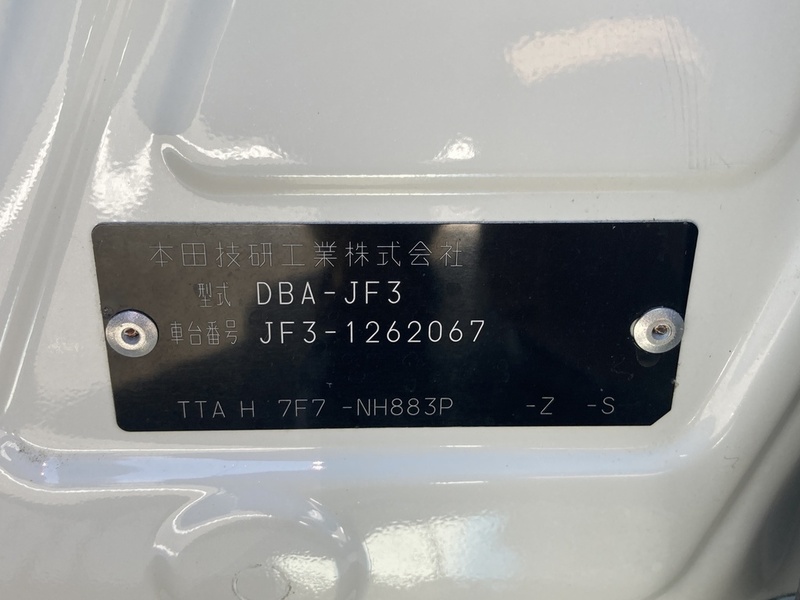 本田技研工業株式会社
型式 DBA-JF3
車台番号 JF3-1262067
TTA H 7F7 -NH883P -Z -S